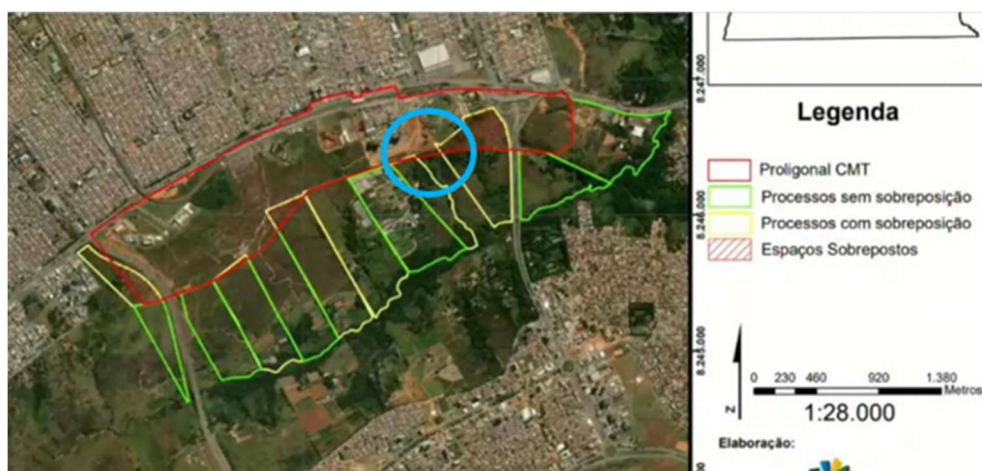 8.247.000
8.246.000
8.245.000
Legenda
Proligonal CMT
Processos sem sobreposição
Processos com sobreposição
Espaços Sobrepostos
N
0 230 460 920 1.380
Metros
1:28.000
Elaboração: